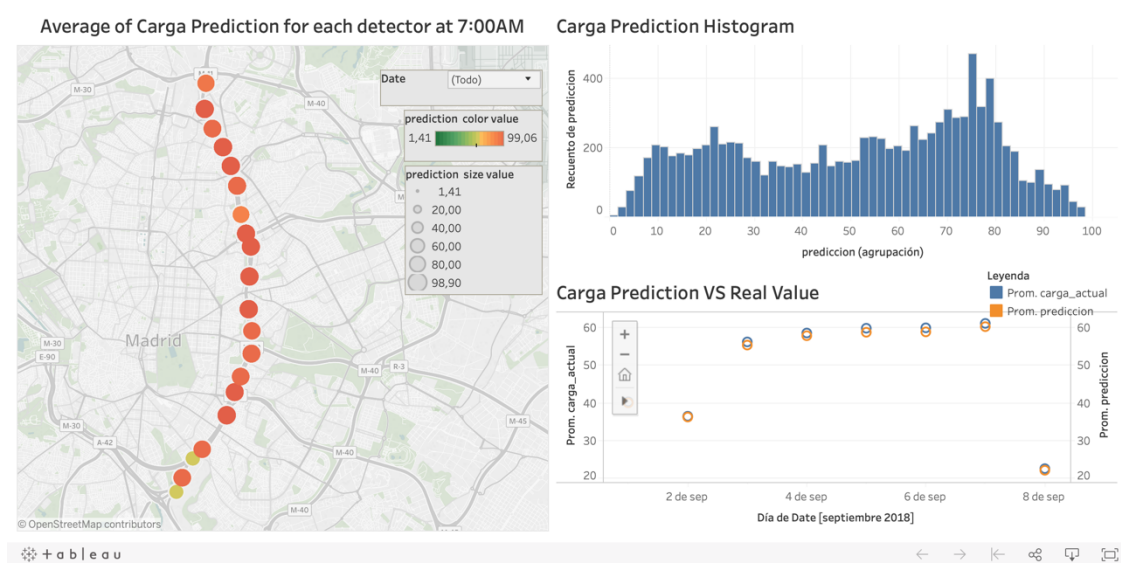 Average of Carga Prediction for each detector at 7:00AM
M-30
M-40
Date
(Todo)
prediction color value
1,41
99,06
prediction size value
1,41
20,00
40,00
60,00
80,00
98,90
Madrid
M-30
E-90
M-40
R-3
M-45
M-30
A-42
M-40
M-40
© OpenStreetMap contributors
Carga Prediction Histogram
Recuento de prediccion
400
200
0
0 10 20 30 40 50 60 70 80 90 100
prediccion (agrupación)
Leyenda
Prom. carga_actual
Prom. prediccion
Carga Prediction VS Real Value
Prom. carga_actual
60
50
40
30
20
+
−
60
50
40
30
20
Prom. prediccion
2 de sep 4 de sep 6 de sep 8 de sep
Día de Date [septiembre 2018]
+ a b l e a u